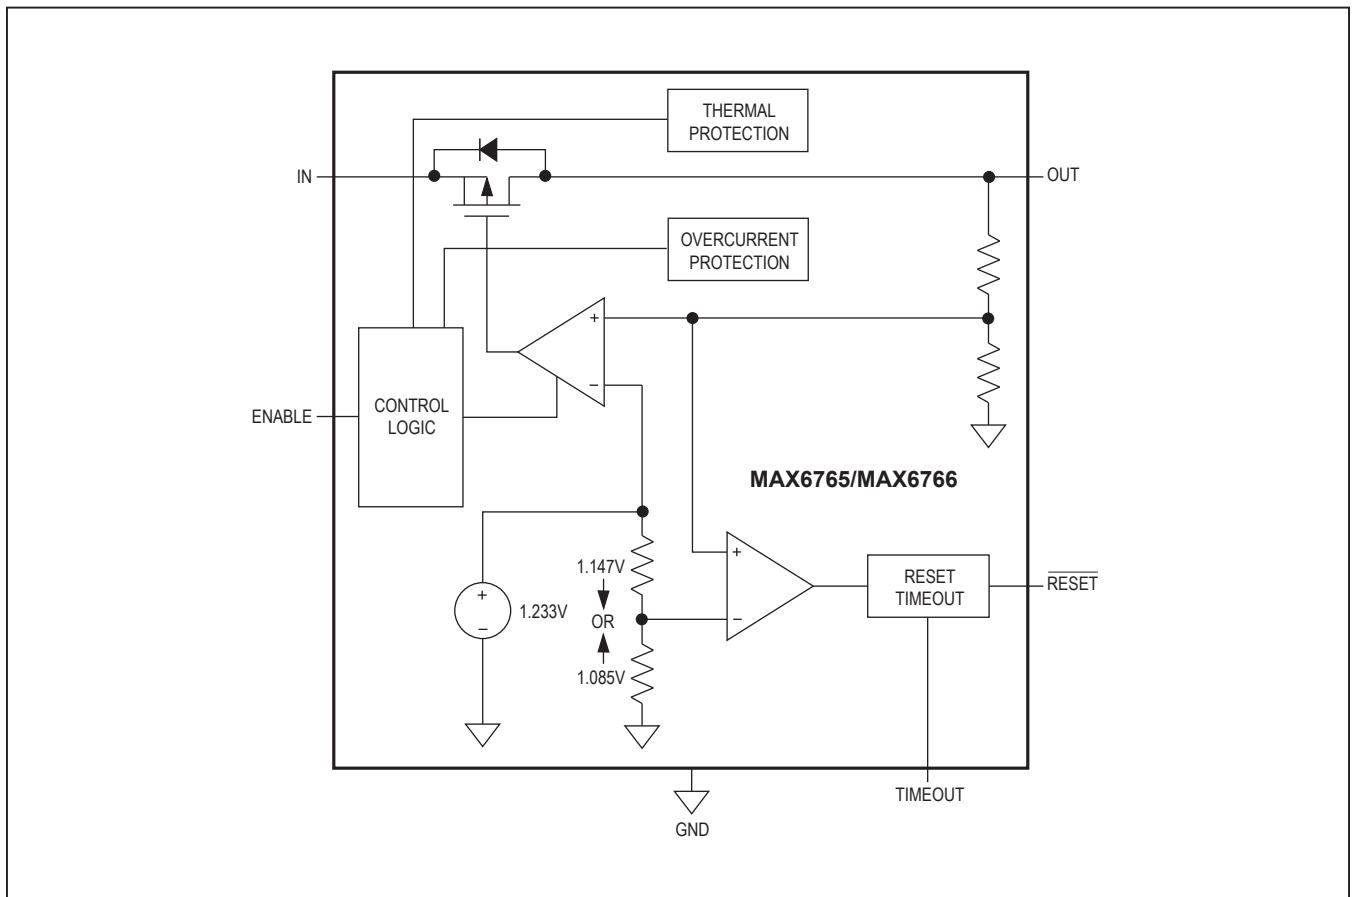 THERMAL
PROTECTION
IN
OUT
OVERCURRENT
PROTECTION
+
−
CONTROL
LOGIC
ENABLE
MAX6765/MAX6766
+
−
1.233V
1.147V
OR
1.085V
+
−
RESET
TIMEOUT
RESET
TIMEOUT
GND